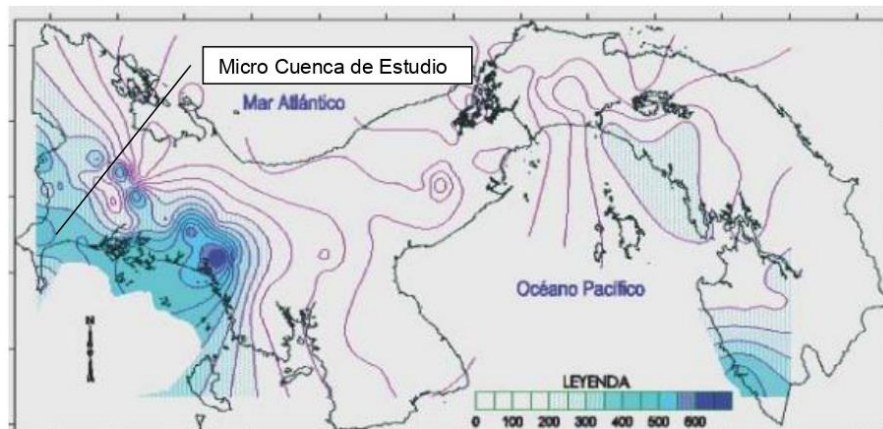 Micro Cuenca de Estudio
Mar Atlántico
Océano Pacífico
N
LEYENDA
0 100 200 300 400 500 600